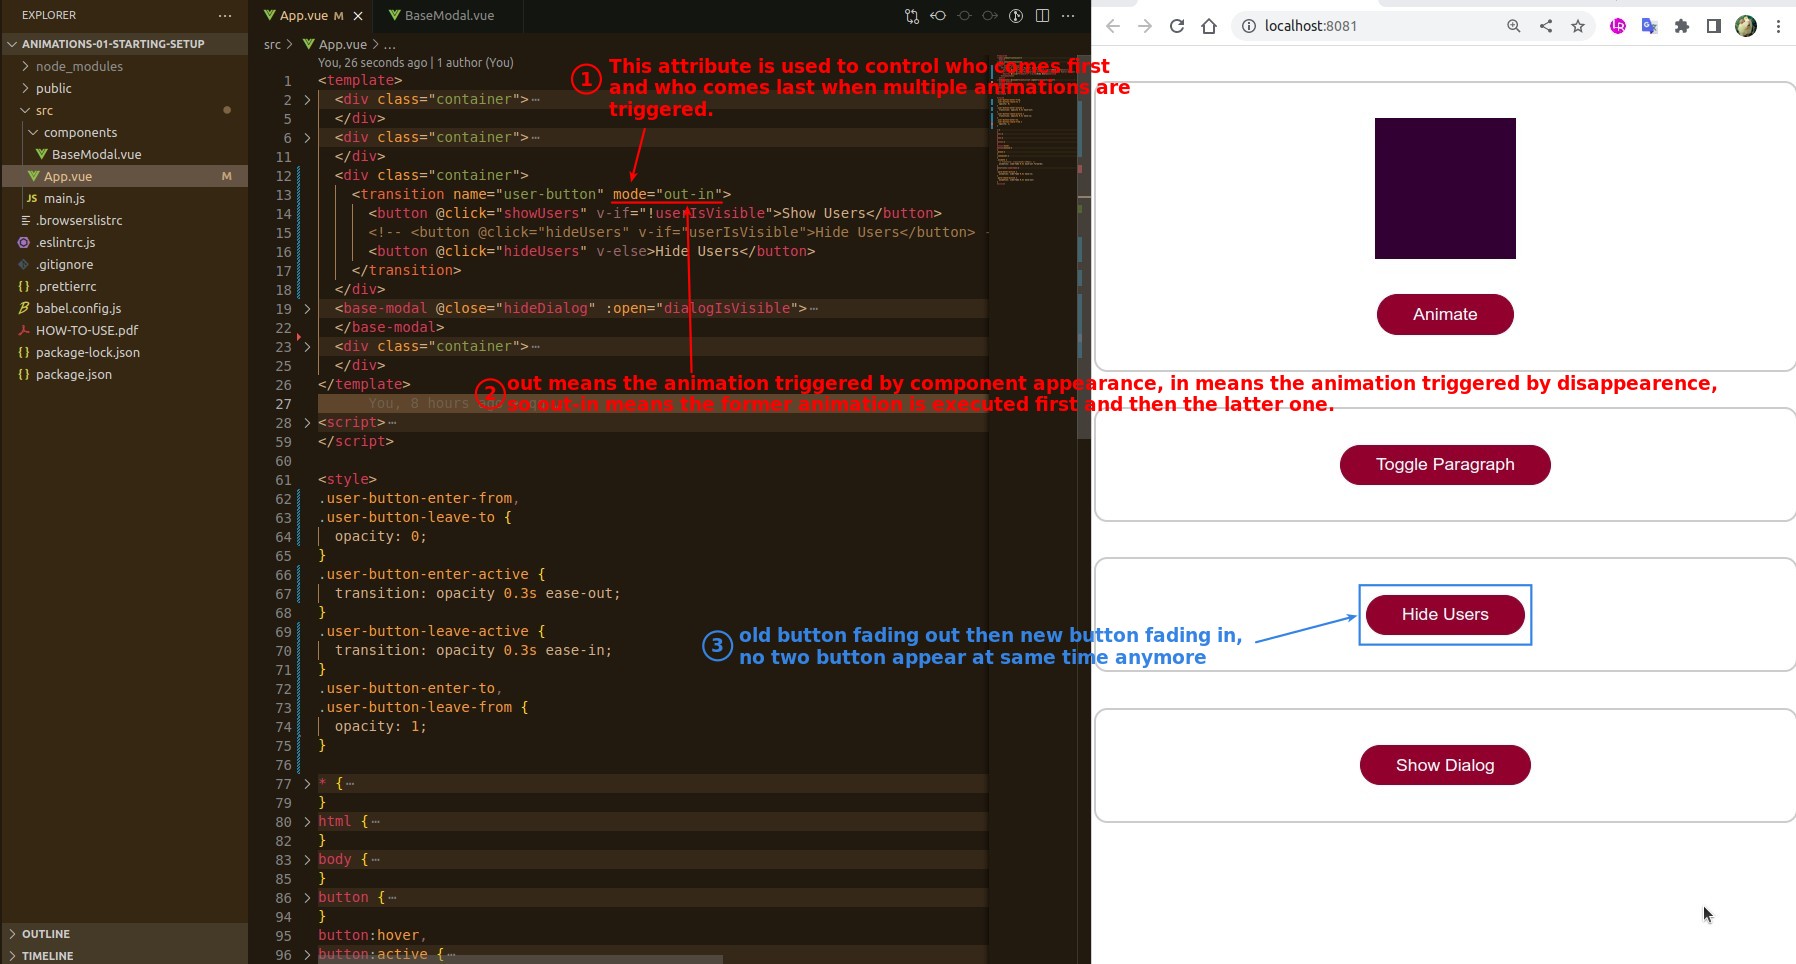 EXPLORER
ANIMATIONS-01-STARTING-SETUP
node_modules
public
src
components
BaseModal.vue
App.vue M
main.js
.browserslistrc
.eslintrc.js
.gitignore
.prettierrc
babel.config.js
HOW-TO-USE.pdf
package-lock.json
package.json
OUTLINE
TIMELINE
App.vue M
BaseModal.vue
src > App.vue > ...
You, 26 seconds ago | 1 author (You)
1 <template>
2 <div class="container">
5 </div>
6 <div class="container">
11 </div>
12 <div class="container">
13 <transition name="user-button" mode="out-in">
14 <button @click="showUsers" v-if="!userIsVisible">Show Users</button>
15 <!-- <button @click="hideUsers" v-if="userIsVisible">Hide Users</button>
16 <button @click="hideUsers" v-else>Hide Users</button>
17 </transition>
18 </div>
19 <base-modal @close="hideDialog" :open="dialogIsVisible">
22 </base-modal>
23 <div class="container">
25 </div>
26 </template>
27 You, 8 hours ago
28 <script>
59 </script>
60
61 <style>
62 .user-button-enter-from,
63 .user-button-leave-to {
64 opacity: 0;
65 }
66 .user-button-enter-active {
67 transition: opacity 0.3s ease-out;
68 }
69 .user-button-leave-active {
70 transition: opacity 0.3s ease-in;
71 }
72 .user-button-enter-to,
73 .user-button-leave-from {
74 opacity: 1;
75 }
76
77 * {
79 }
80 html {
82 }
83 body {
85 }
86 button {
94 }
95 button:hover,
96 button:active {
1 This attribute is used to control who comes first
and who comes last when multiple animations are
triggered.
2 out means the animation triggered by component appearance, in means the animation triggered by disappearence,
so out-in means the former animation is executed first and then the latter one.
3 old button fading out then new button fading in,
no two button appear at same time anymore
localhost:8081
Animate
Toggle Paragraph
Hide Users
Show Dialog